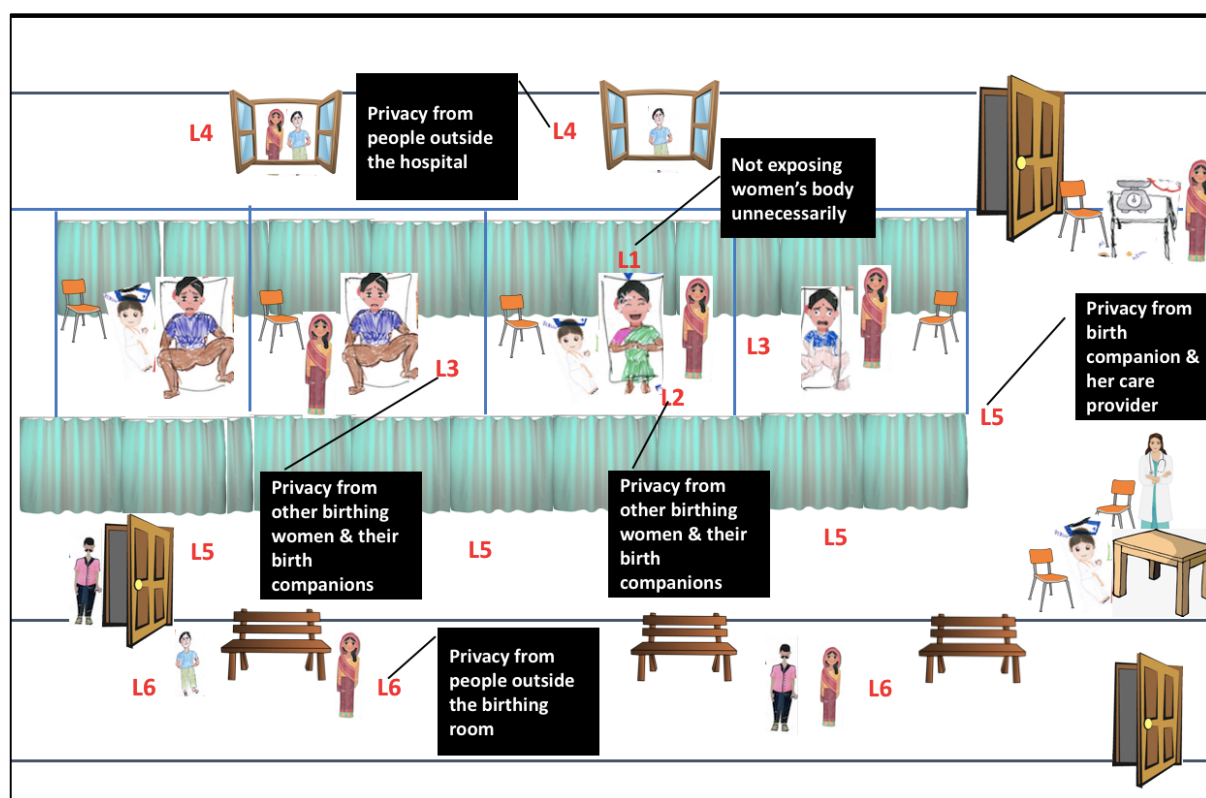 L4
Privacy from
people outside
the hospital
L4
Not exposing
women's body
unnecessarily
L1
L3
L3
L2
Privacy from
birth
companion &
her care
provider
L5
Privacy from
other birthing
women & their
birth
companions
Privacy from
other birthing
women & their
birth
companions
L5
L5
L5
L6
L6
Privacy from
people outside
the birthing
room
L6